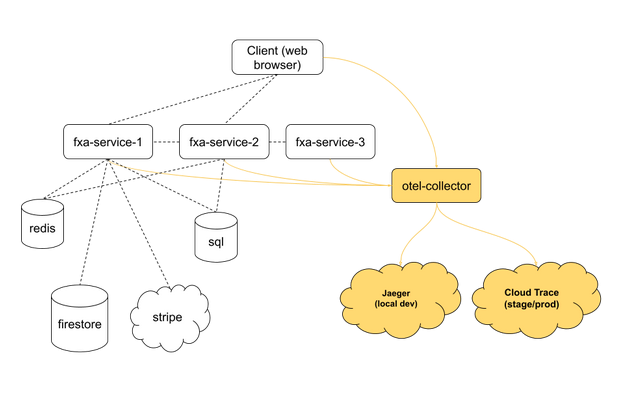 Client (web
browser)
fxa-service-1
fxa-service-2
fxa-service-3
otel-collector
redis
sql
Jaeger
(local dev)
Cloud Trace
(stage/prod)
firestore
stripe